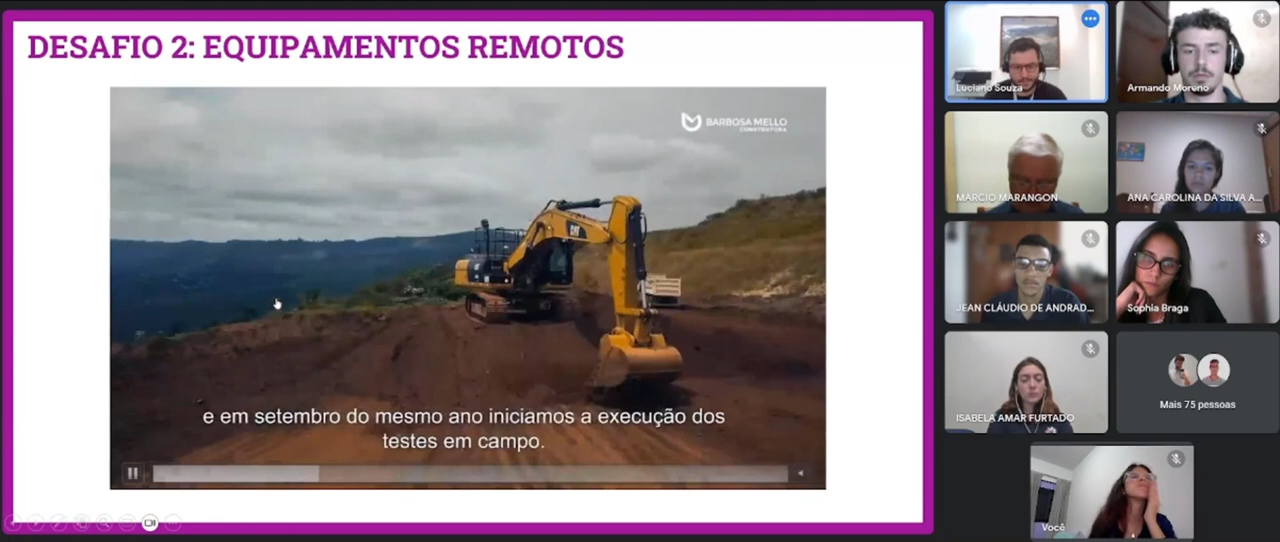 DESAFIO 2: EQUIPAMENTOS REMOTOS
BARBOSA MELLO
CONSTRUTORA
CAT
e em setembro do mesmo ano iniciamos a execução dos
testes em campo.
Luciano Souza
Armando Moreno
MARCIO MARANGON
ANA CAROLINA DA SILVA A...
JEAN CLÁUDIO DE ANDRAD...
Sophia Braga
ISABELA AMAR FURTADO
Mais 75 pessoas
Você